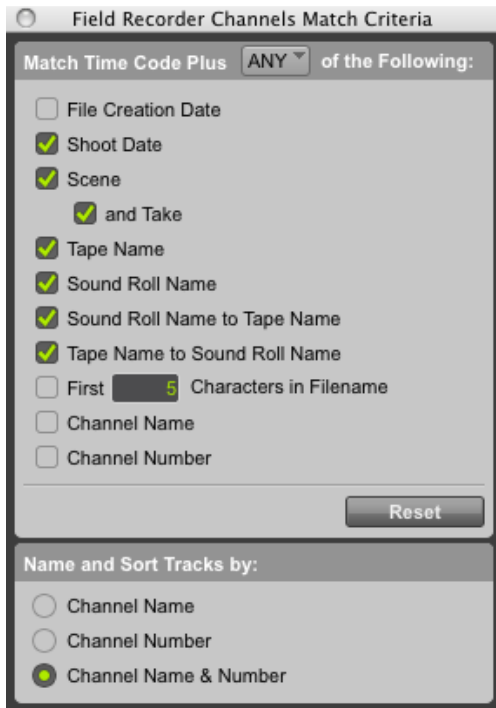 Field Recorder Channels Match Criteria
Match Time Code Plus ANY of the Following:
File Creation Date
Shoot Date
Scene
and Take
Tape Name
Sound Roll Name
Sound Roll Name to Tape Name
Tape Name to Sound Roll Name
First 5 Characters in Filename
Channel Name
Channel Number
Reset
Name and Sort Tracks by:
Channel Name
Channel Number
Channel Name & Number